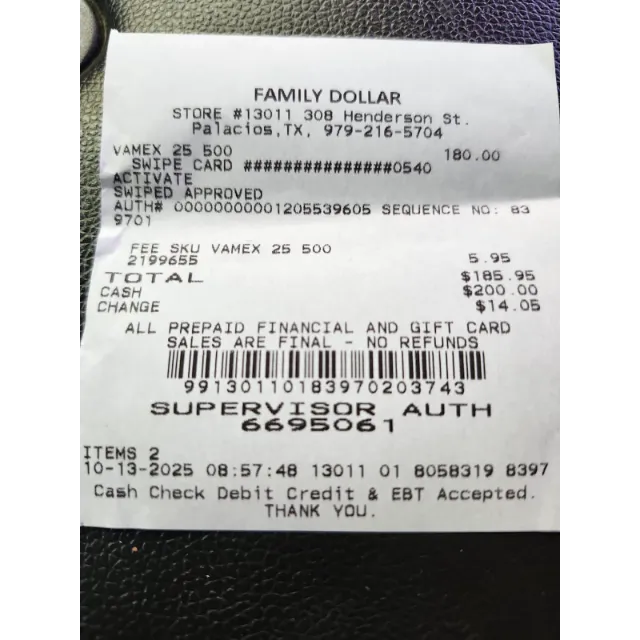 FAMILY DOLLAR
STORE #13011 308 Henderson St.
Palacios,TX, 979-216-5704
VAMEX 25 500 180.00
SWIPE CARD ###############0540
ACTIVATE
SWIPED APPROVED
AUTH# 00000000001205539605 SEQUENCE NO: 83
9701
FEE SKU VAMEX 25 500
2199655 5.95
TOTAL $185.95
CASH $200.00
CHANGE $14.05
ALL PREPAID FINANCIAL AND GIFT CARD
SALES ARE FINAL - NO REFUNDS
99130110183970203743
SUPERVISOR AUTH
6695061
ITEMS 2
10-13-2025 08:57:48 13011 01 8058319 8397
Cash Check Debit Credit & EBT Accepted.
THANK YOU.